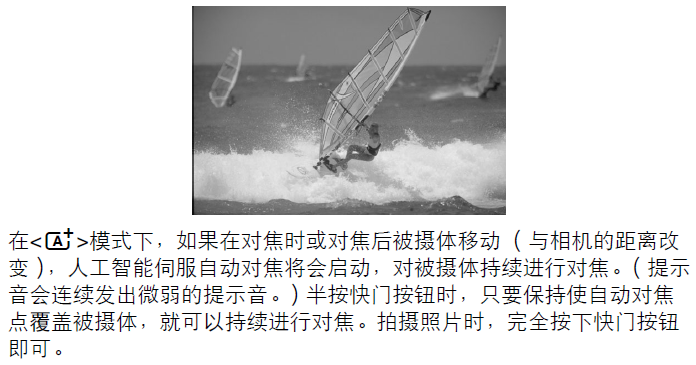 在<A+>模式下，如果在对焦时或对焦后被摄体移动（与相机的距离改
变），人工智能伺服自动对焦将会启动，对被摄体持续进行对焦。（提示
音会连续发出微弱的提示音。）半按快门按钮时，只要保持使自动对焦
点覆盖被摄体，就可以持续进行对焦。拍摄照片时，完全按下快门按钮
即可。